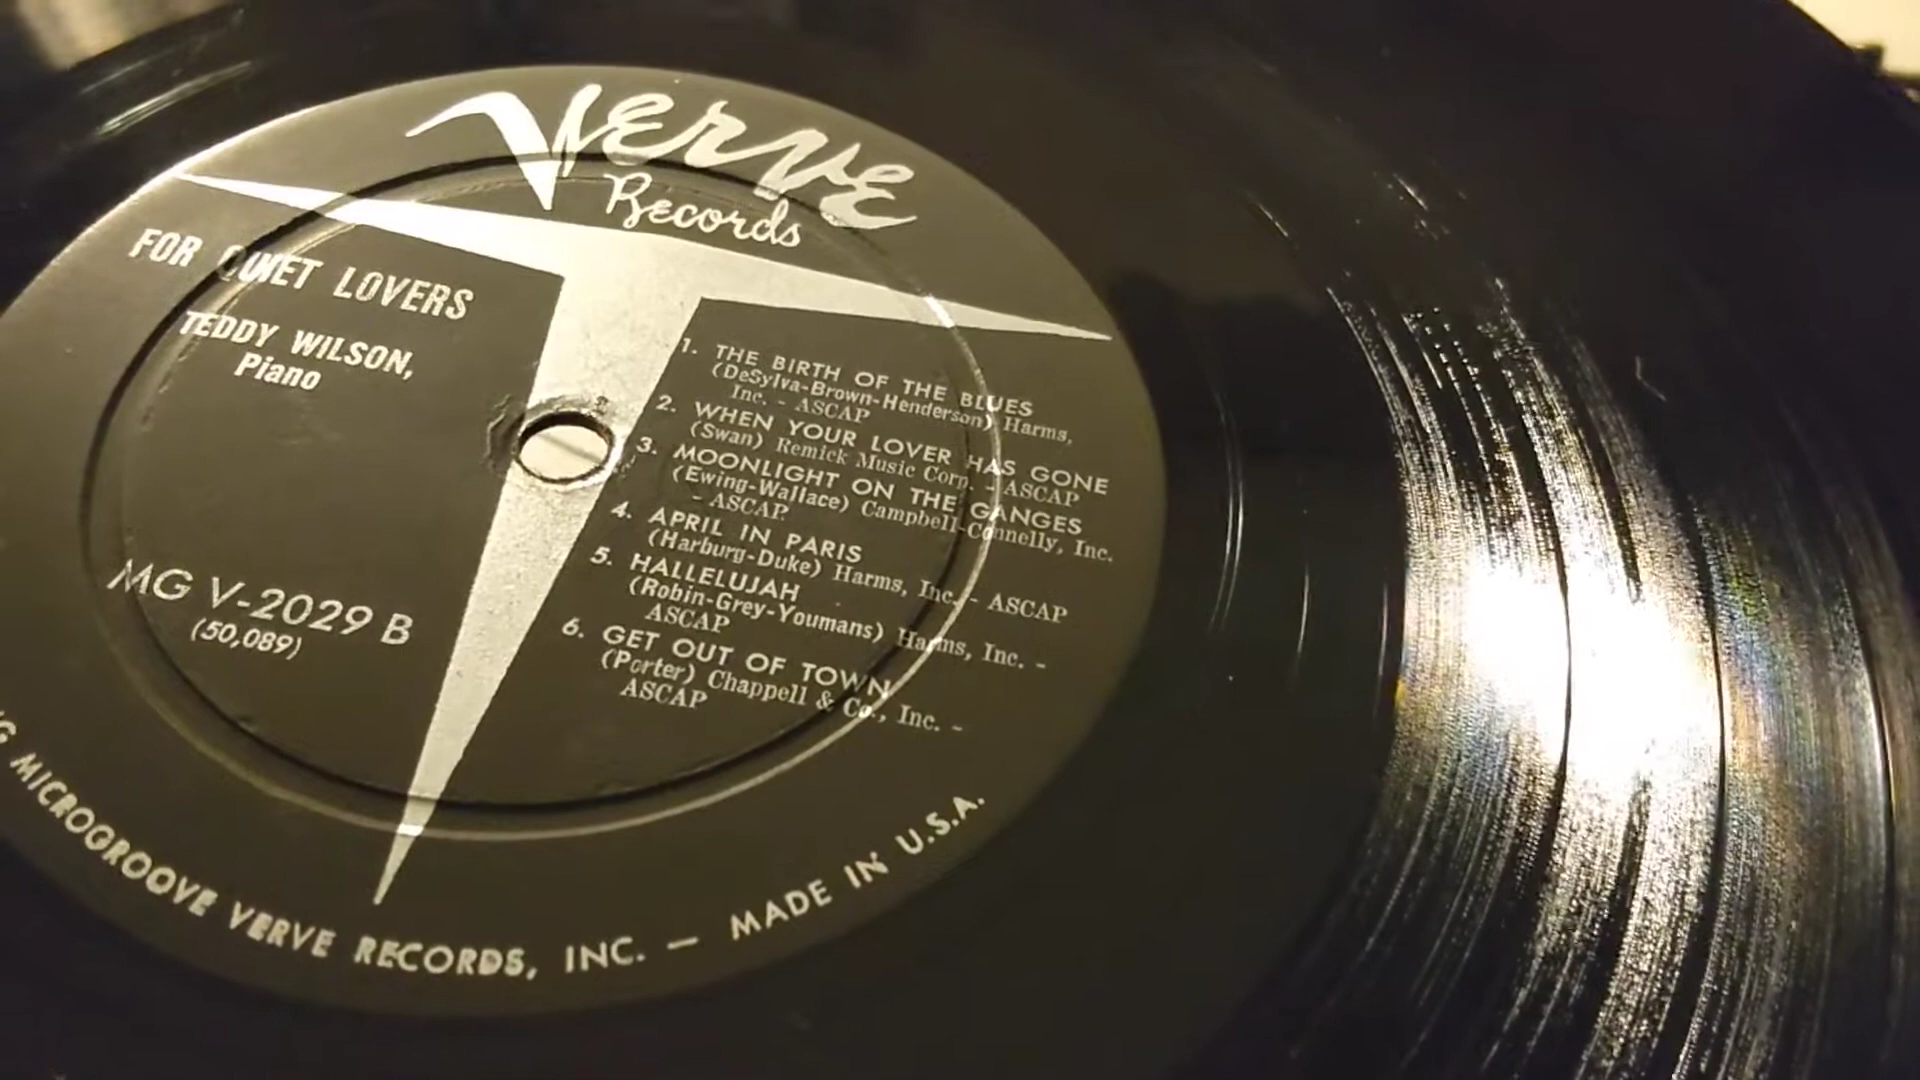 Verve
Records
FOR QUIET LOVERS
TEDDY WILSON,
Piano
MG V-2029 B
(50,089)
1. THE BIRTH OF THE BLUES
(DeSylva-Brown-Henderson) Harms,
Inc. - ASCAP
2. WHEN YOUR LOVER HAS GONE
(Swan) Remick Music Corp. - ASCAP
3. MOONLIGHT ON THE GANGES
(Ewing-Wallace) Campbell-Connelly, Inc.
- ASCAP
4. APRIL IN PARIS
(Harburg-Duke) Harms, Inc. - ASCAP
5. HALLELUJAH
(Robin-Grey-Youmans) Harms, Inc. -
ASCAP
6. GET OUT OF TOWN
(Porter) Chappell & Co., Inc. -
ASCAP
MICROGROOVE VERVE RECORDS, INC. — MADE IN U.S.A.